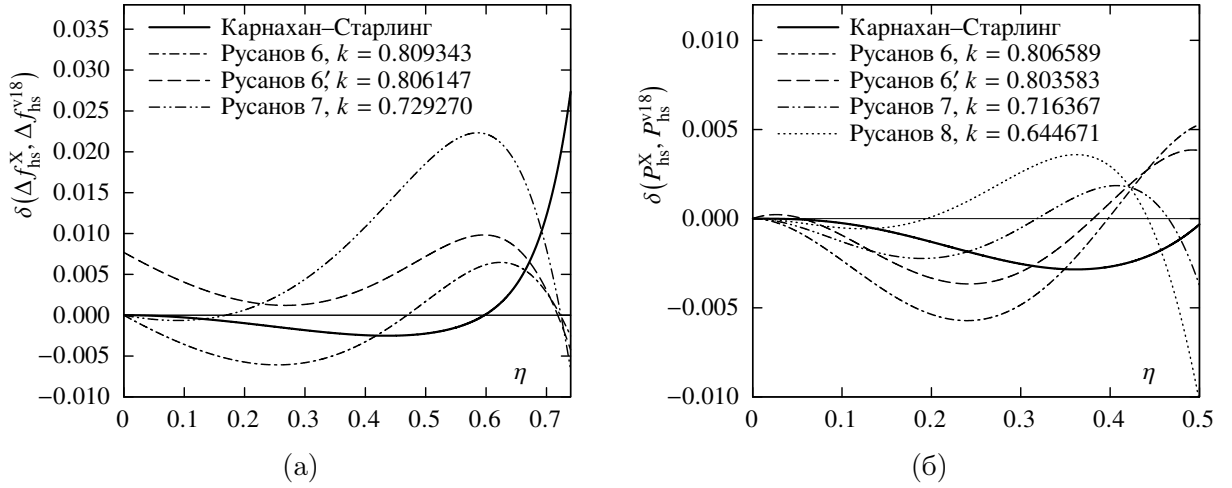 δ(Δf_hs^X, Δf_hs^v18)
0.035
0.030
0.025
0.020
0.015
0.010
0.005
0.000
−0.005
−0.010
Карнахан–Старлинг
Русанов 6, k = 0.809343
Русанов 6′, k = 0.806147
Русанов 7, k = 0.729270
η
0 0.1 0.2 0.3 0.4 0.5 0.6 0.7
(а)
δ(P_hs^X, P_hs^v18)
0.010
0.005
0.000
−0.005
−0.010
Карнахан–Старлинг
Русанов 6, k = 0.806589
Русанов 6′, k = 0.803583
Русанов 7, k = 0.716367
Русанов 8, k = 0.644671
η
0 0.1 0.2 0.3 0.4 0.5
(б)